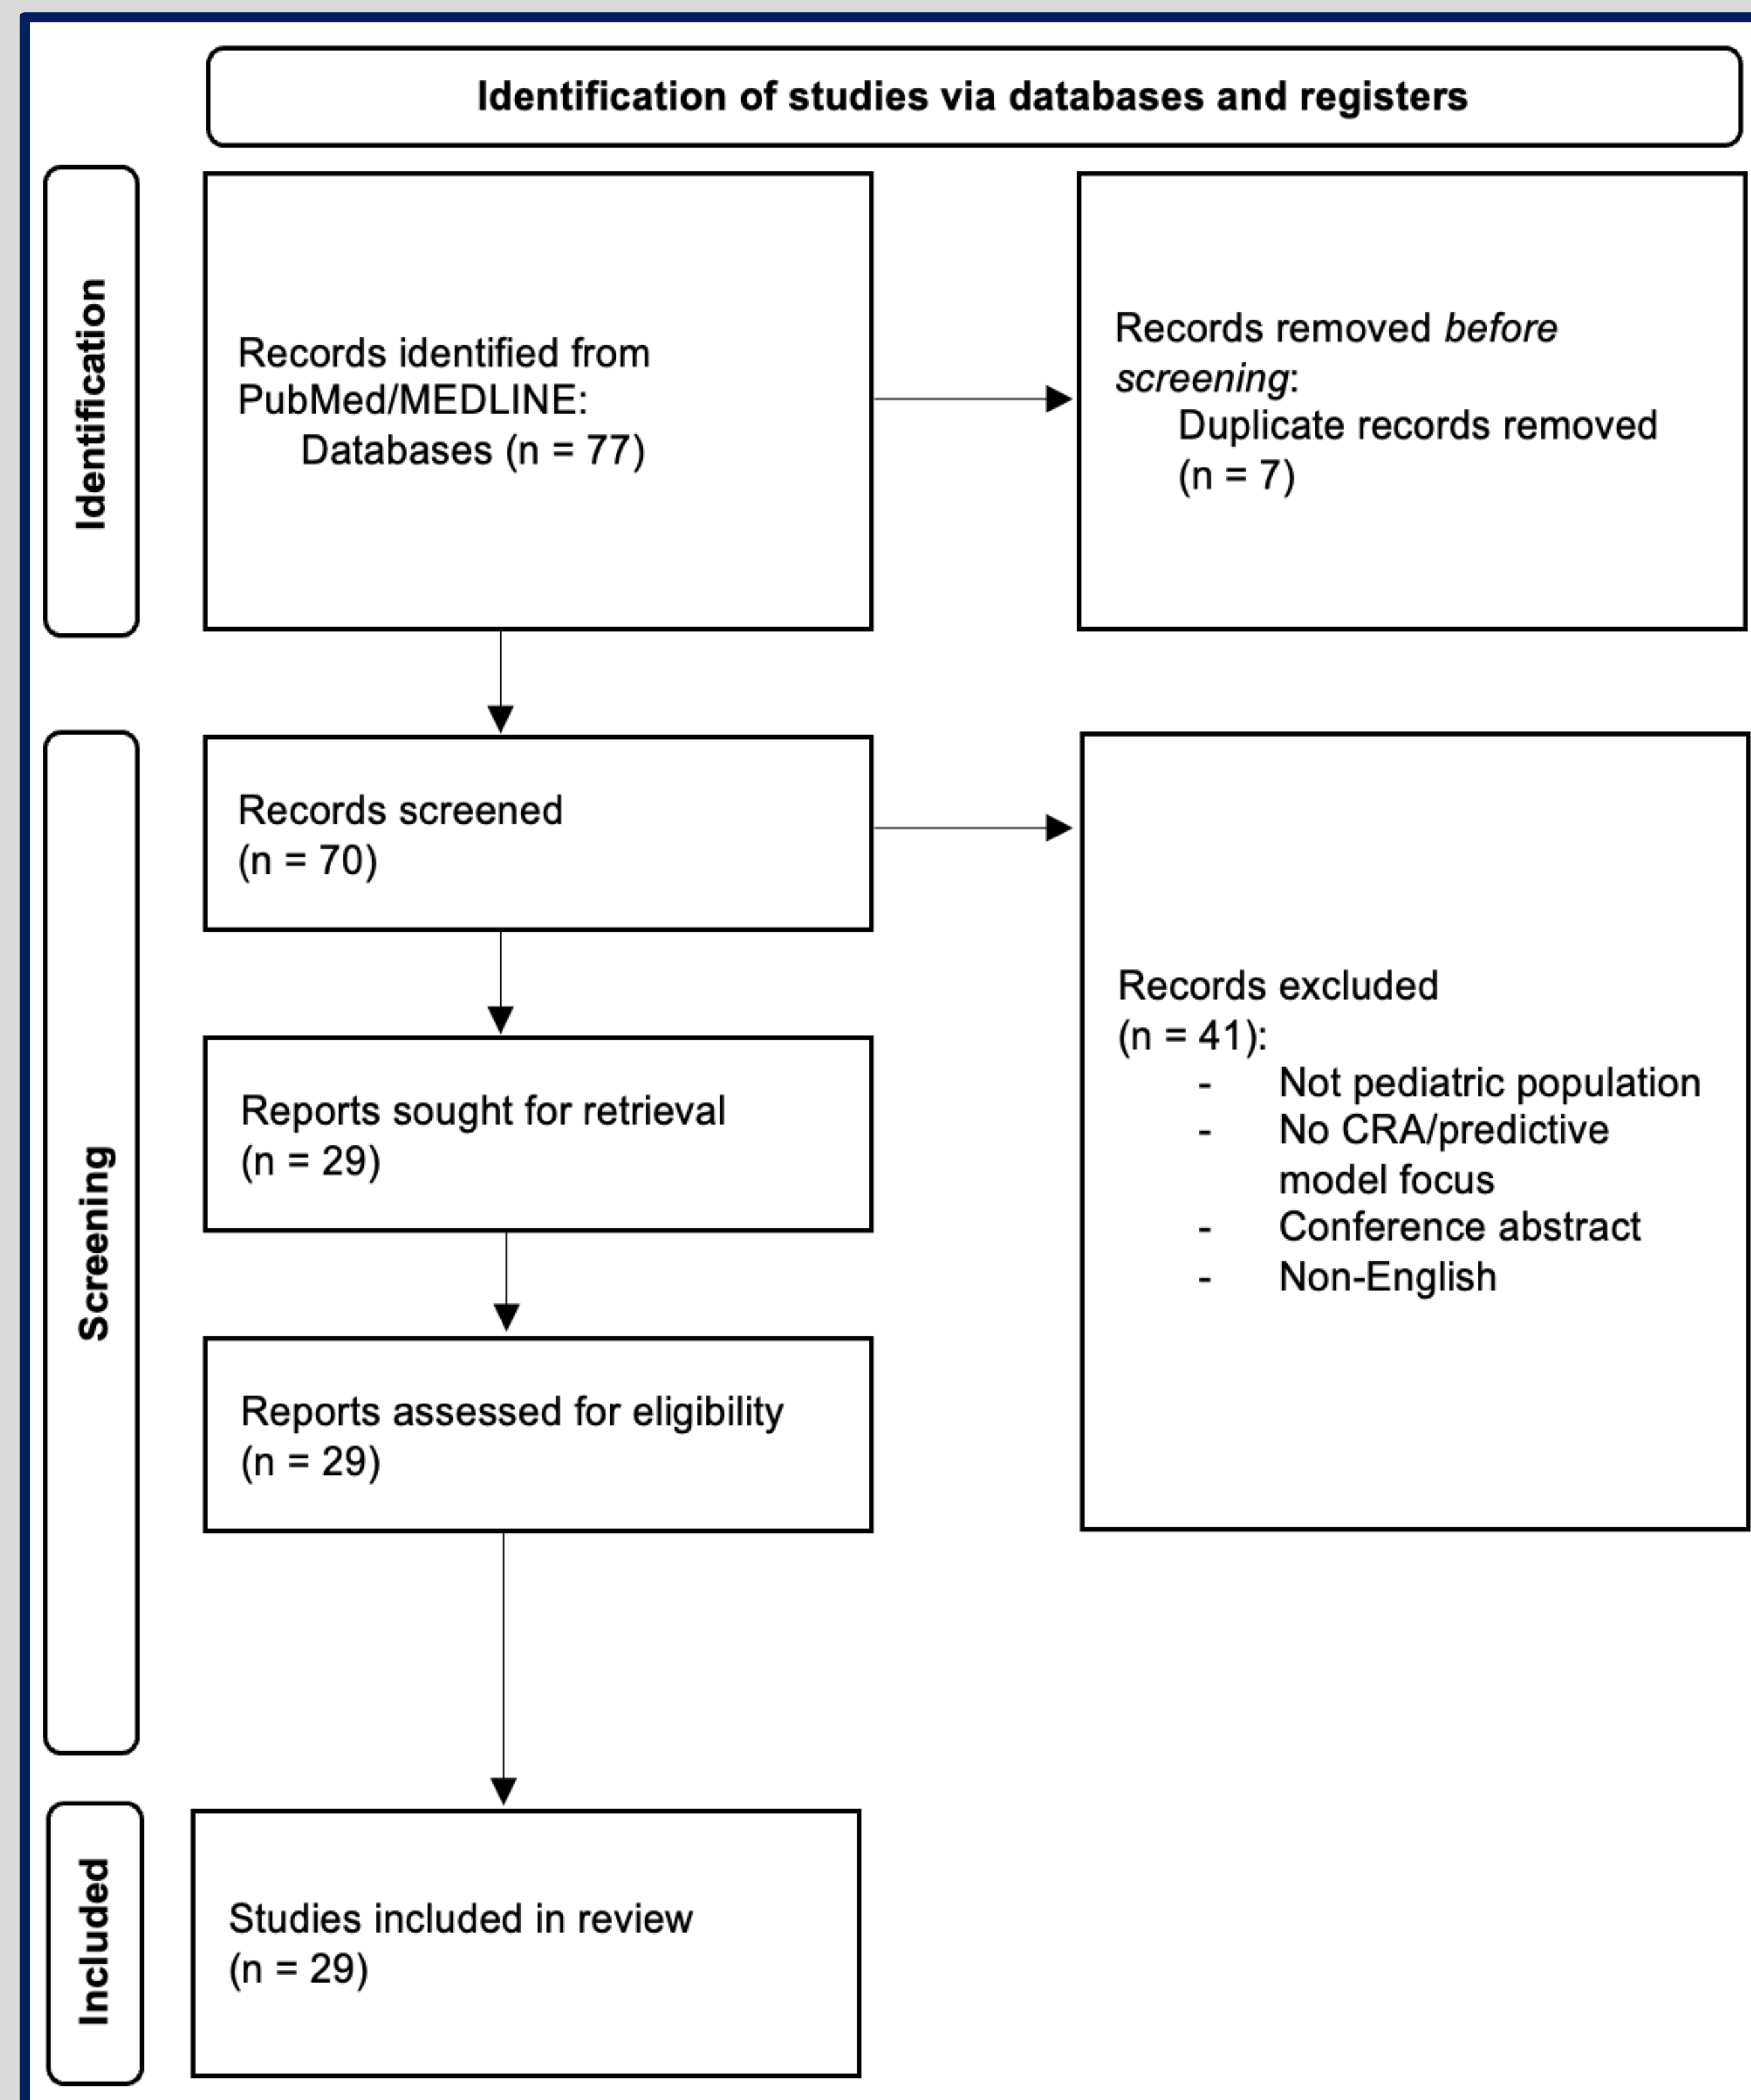 Identification of studies via databases and registers
Identification
Records identified from
PubMed/MEDLINE:
Databases (n = 77)
Records removed before
screening:
Duplicate records removed
(n = 7)
Screening
Records screened
(n = 70)
Records excluded
(n = 41):
- Not pediatric population
- No CRA/predictive
model focus
- Conference abstract
- Non-English
Reports sought for retrieval
(n = 29)
Reports assessed for eligibility
(n = 29)
Included
Studies included in review
(n = 29)